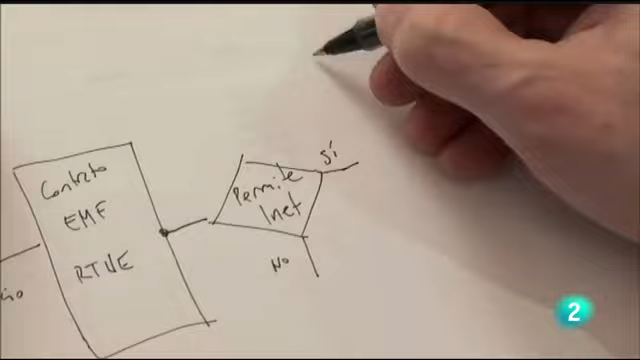 Contrato
EMF
RTVE
Permite
Inet
Sí
No
2